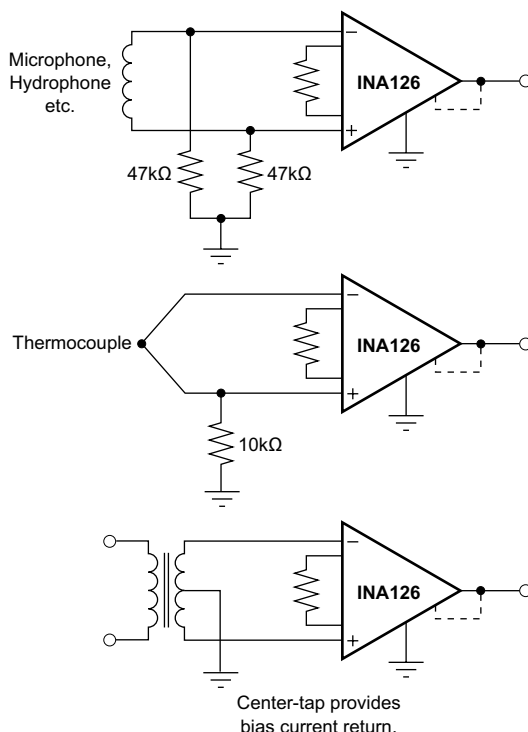 Microphone,
Hydrophone
etc.
−
INA126
+
47kΩ
47kΩ
−
Thermocouple
INA126
+
10kΩ
−
INA126
+
Center-tap provides
bias current return.